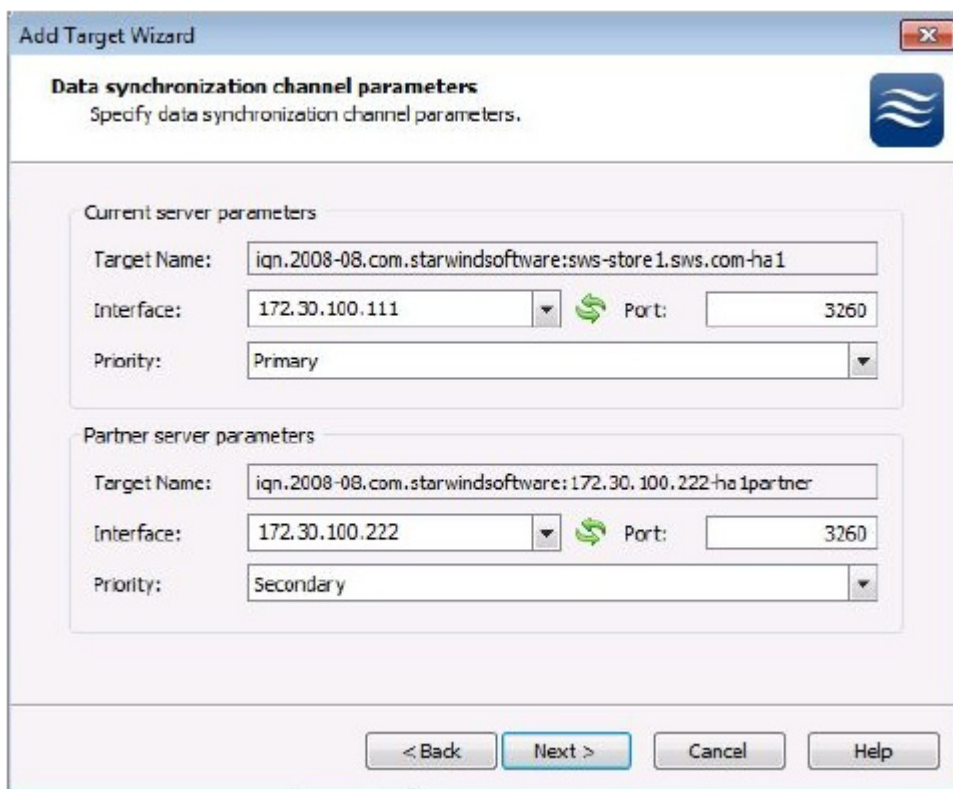 Add Target Wizard
Data synchronization channel parameters
Specify data synchronization channel parameters.
Current server parameters
Target Name: iqn.2008-08.com.starwindsoftware:sws-store1.sws.com-ha1
Interface: 172.30.100.111 Port: 3260
Priority: Primary
Partner server parameters
Target Name: iqn.2008-08.com.starwindsoftware:172.30.100.222-ha1partner
Interface: 172.30.100.222 Port: 3260
Priority: Secondary
< Back Next > Cancel Help